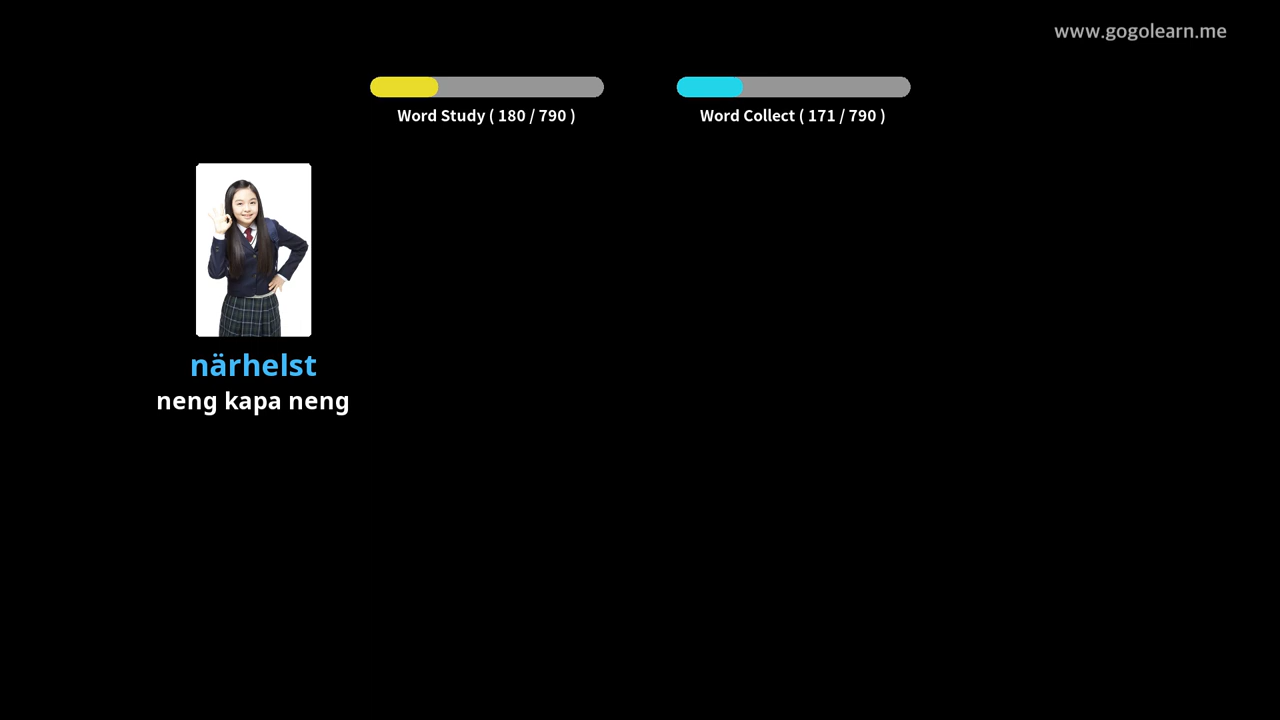 www.gogolearn.me
Word Study ( 180 / 790 )
Word Collect ( 171 / 790 )
närhelst
neng kapa neng